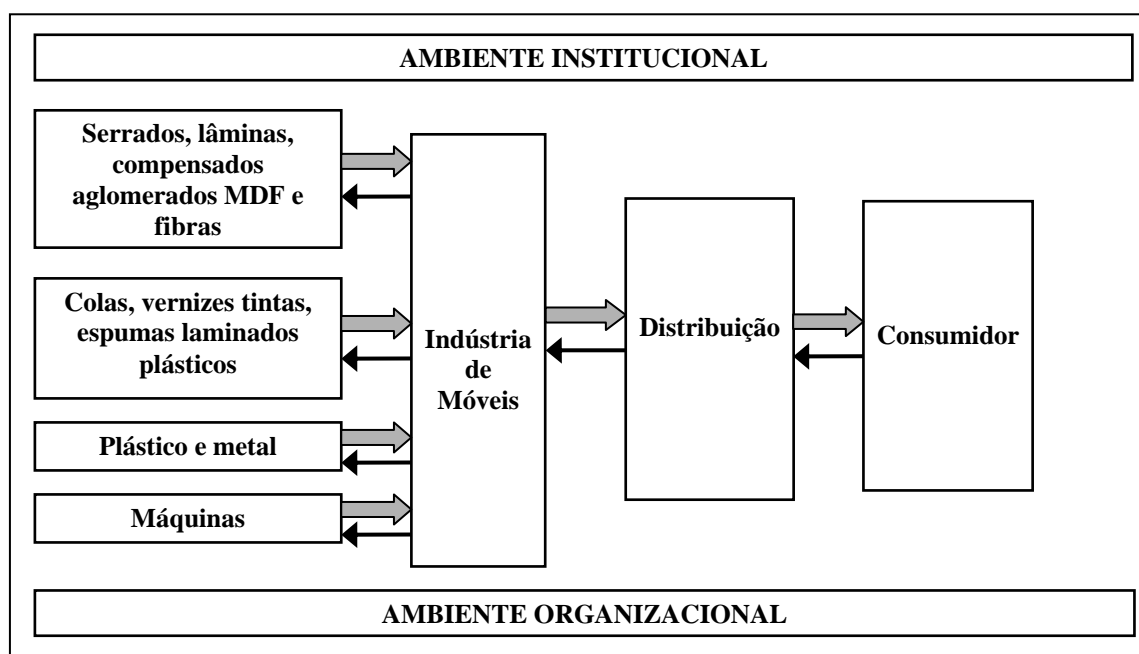 AMBIENTE INSTITUCIONAL
Serrados, lâminas,
compensados
aglomerados MDF e
fibras
Colas, vernizes tintas,
espumas laminados
plásticos
Plástico e metal
Máquinas
Indústria
de
Móveis
Distribuição
Consumidor
AMBIENTE ORGANIZACIONAL